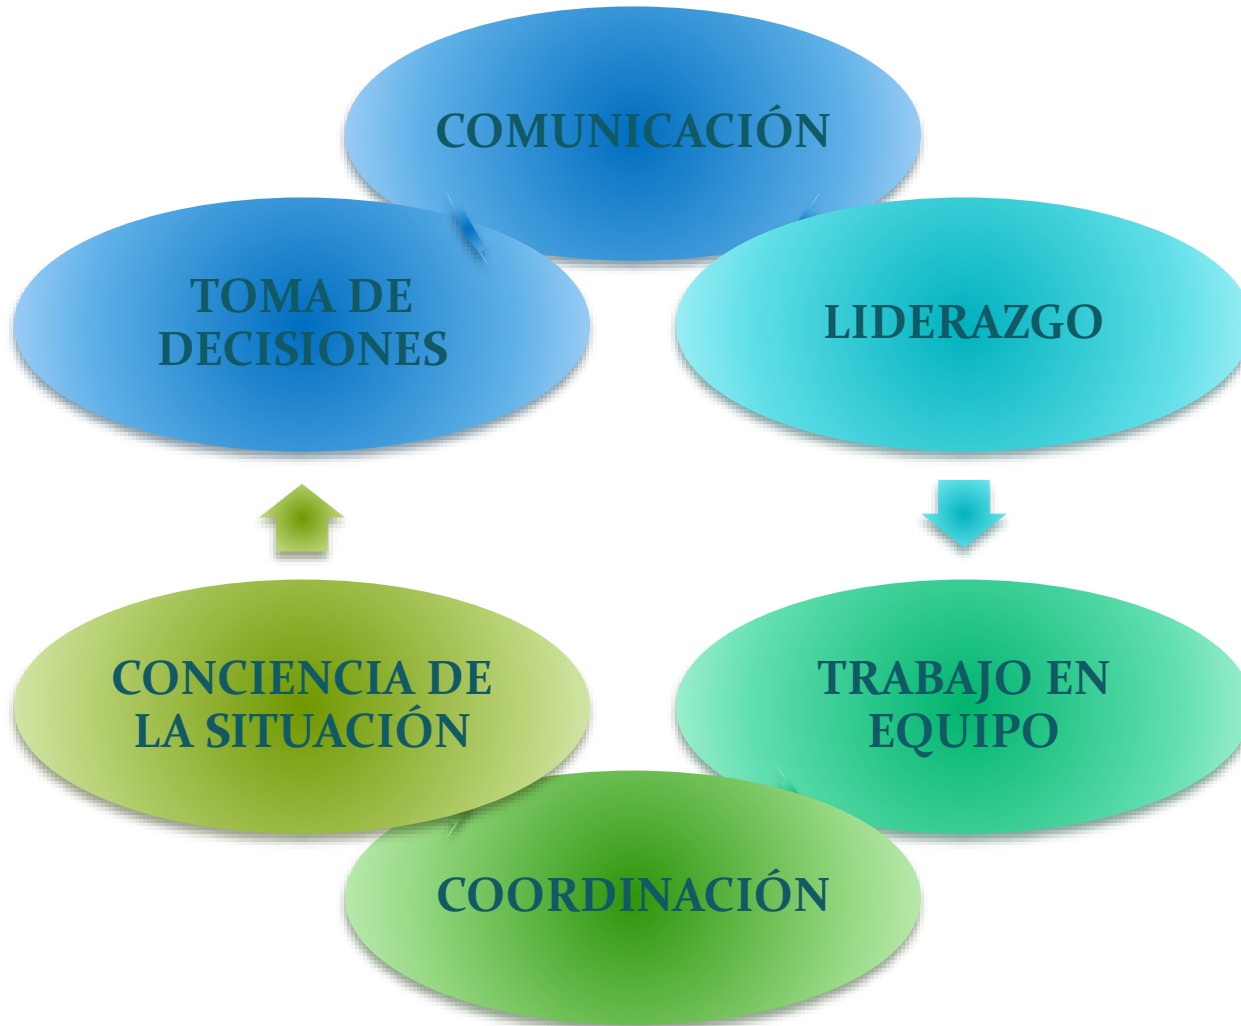 COMUNICACIÓN
LIDERAZGO
TRABAJO EN
EQUIPO
COORDINACIÓN
CONCIENCIA DE
LA SITUACIÓN
TOMA DE
DECISIONES